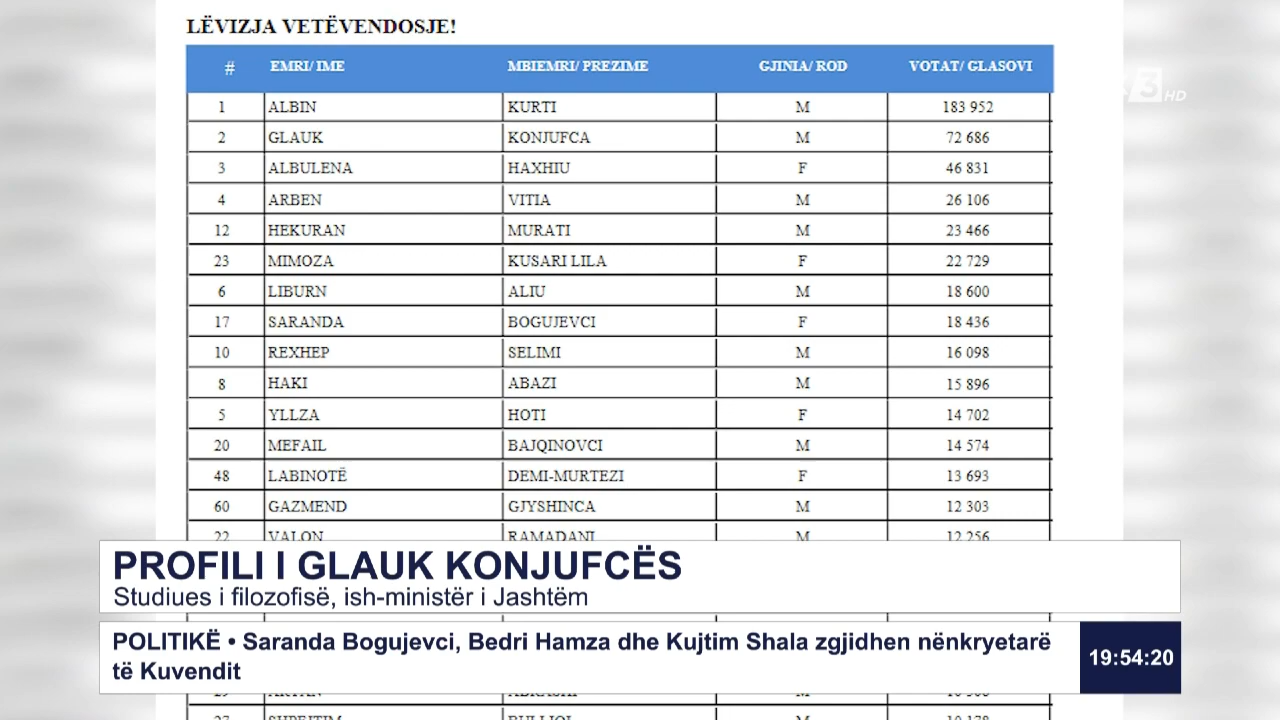 LËVIZJA VETËVENDOSJE!
# EMRI/ IME MBIEMRI/ PREZIME GJINIA/ ROD VOTAT/ GLASOVI
3 HD
1 ALBIN KURTI M 183 952
2 GLAUK KONJUFCA M 72 686
3 ALBULENA HAXHIU F 46 831
4 ARBEN VITIA M 26 106
12 HEKURAN MURATI M 23 466
23 MIMOZA KUSARI LILA F 22 729
6 LIBURN ALIU M 18 600
17 SARANDA BOGUJEVCI F 18 436
10 REXHEP SELIMI M 16 098
8 HAKI ABAZI M 15 896
5 YLLZA HOTI F 14 702
20 MEFAIL BAJQINOVCI M 14 574
48 LABINOTË DEMI-MURTEZI F 13 693
60 GAZMEND GJYSHINCA M 12 303
22 VALON RAMADANI M 12 256
PROFILI I GLAUK KONJUFCËS
Studiues i filozofisë, ish-ministër i Jashtëm
POLITIKË • Saranda Bogujevci, Bedri Hamza dhe Kujtim Shala zgjidhen nënkryetarë
të Kuvendit
19:54:20